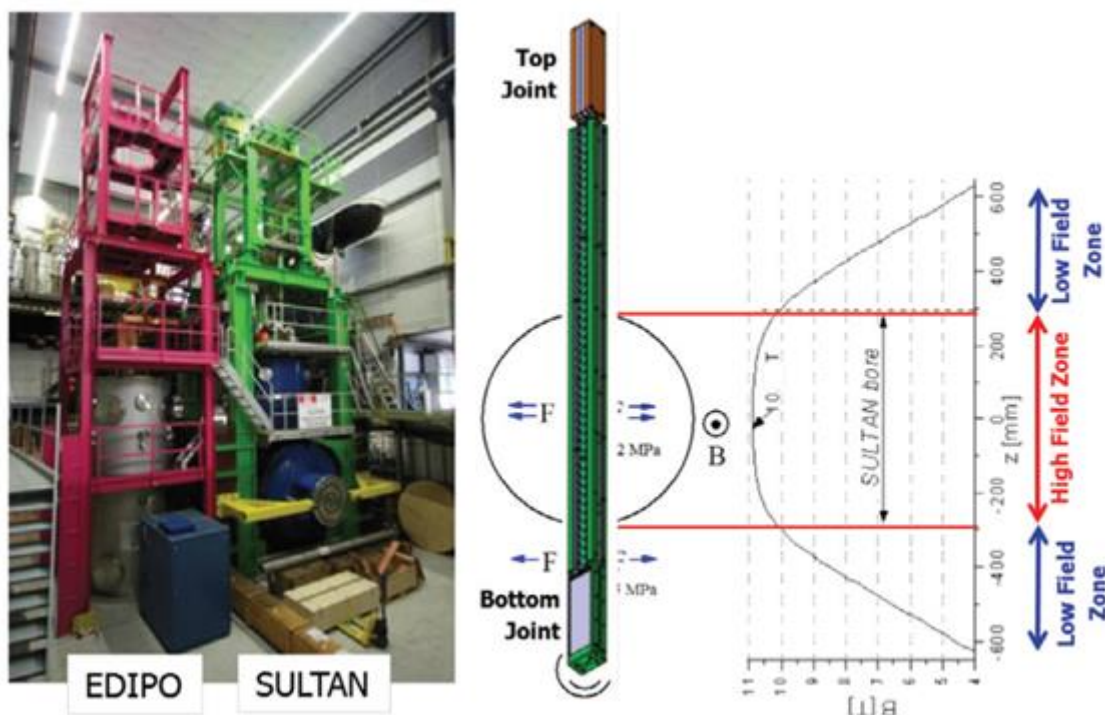 EDIPO
SULTAN
Top
Joint
F
2 MPa
B
F
MPa
Bottom
Joint
10 T
SULTAN bore
600
400
200
0
-200
-400
-600
z [mm]
11 10 9 8 7 6 5 4
B [T]
Low Field
Zone
High Field Zone
Low Field
Zone